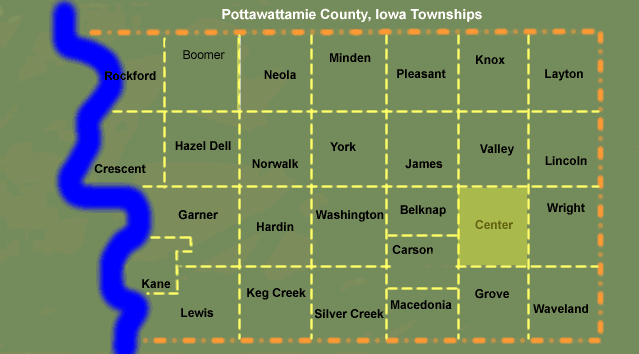 Pottawattamie County, Iowa Townships
Rockford
Boomer
Neola
Minden
Pleasant
Knox
Layton
Crescent
Hazel Dell
Norwalk
York
James
Valley
Lincoln
Garner
Hardin
Washington
Belknap
Center
Wright
Carson
Kane
Lewis
Keg Creek
Silver Creek
Macedonia
Grove
Waveland